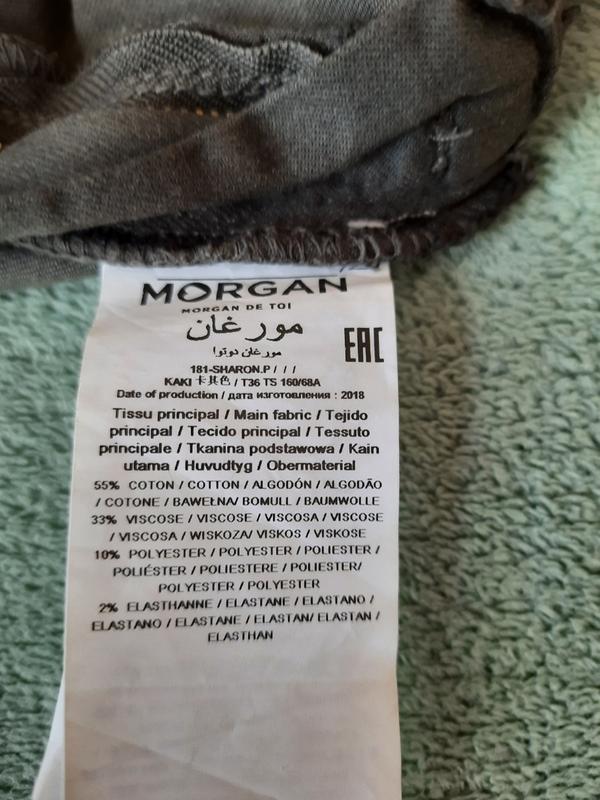 MORGAN
MORGAN DE TOI
مورغان
مورغان دوتوا
EAC
181-SHARON.P / / /
KAKI 卡其色 / T36 TS 160/68A
Date of production / дата изготовления : 2018
Tissu principal / Main fabric / Tejido
principal / Tecido principal / Tessuto
principale / Tkanina podstawowa / Kain
utama / Huvudtyg / Obermaterial
55% COTON / COTTON / ALGODÓN / ALGODÃO
/ COTONE / BAWEŁNA/ BOMULL / BAUMWOLLE
33% VISCOSE / VISCOSE / VISCOSA / VISCOSE
/ VISCOSA / WISKOZA/ VISKOS / VISKOSE
10% POLYESTER / POLYESTER / POLIESTER /
POLIÉSTER / POLIESTERE / POLIESTER/
POLYESTER / POLYESTER
2% ELASTHANNE / ELASTANE / ELASTANO /
ELASTANO / ELASTANE / ELASTAN/ ELASTAN /
ELASTHAN